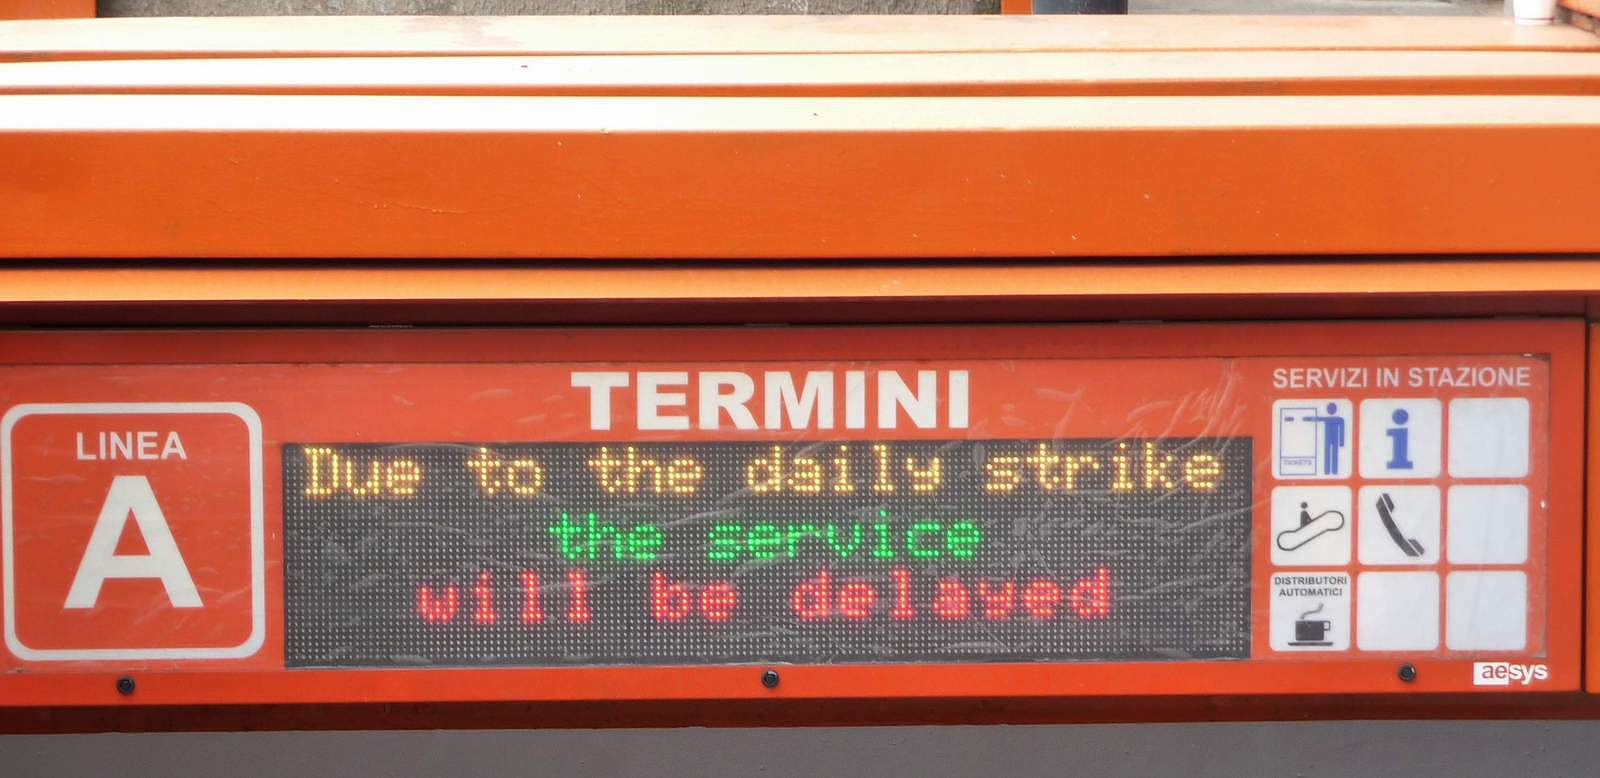 TERMINI
LINEA
A
Due to the daily strike
the service
will be delayed
SERVIZI IN STAZIONE
TICKETS
DISTRIBUTORI
AUTOMATICI
aesys